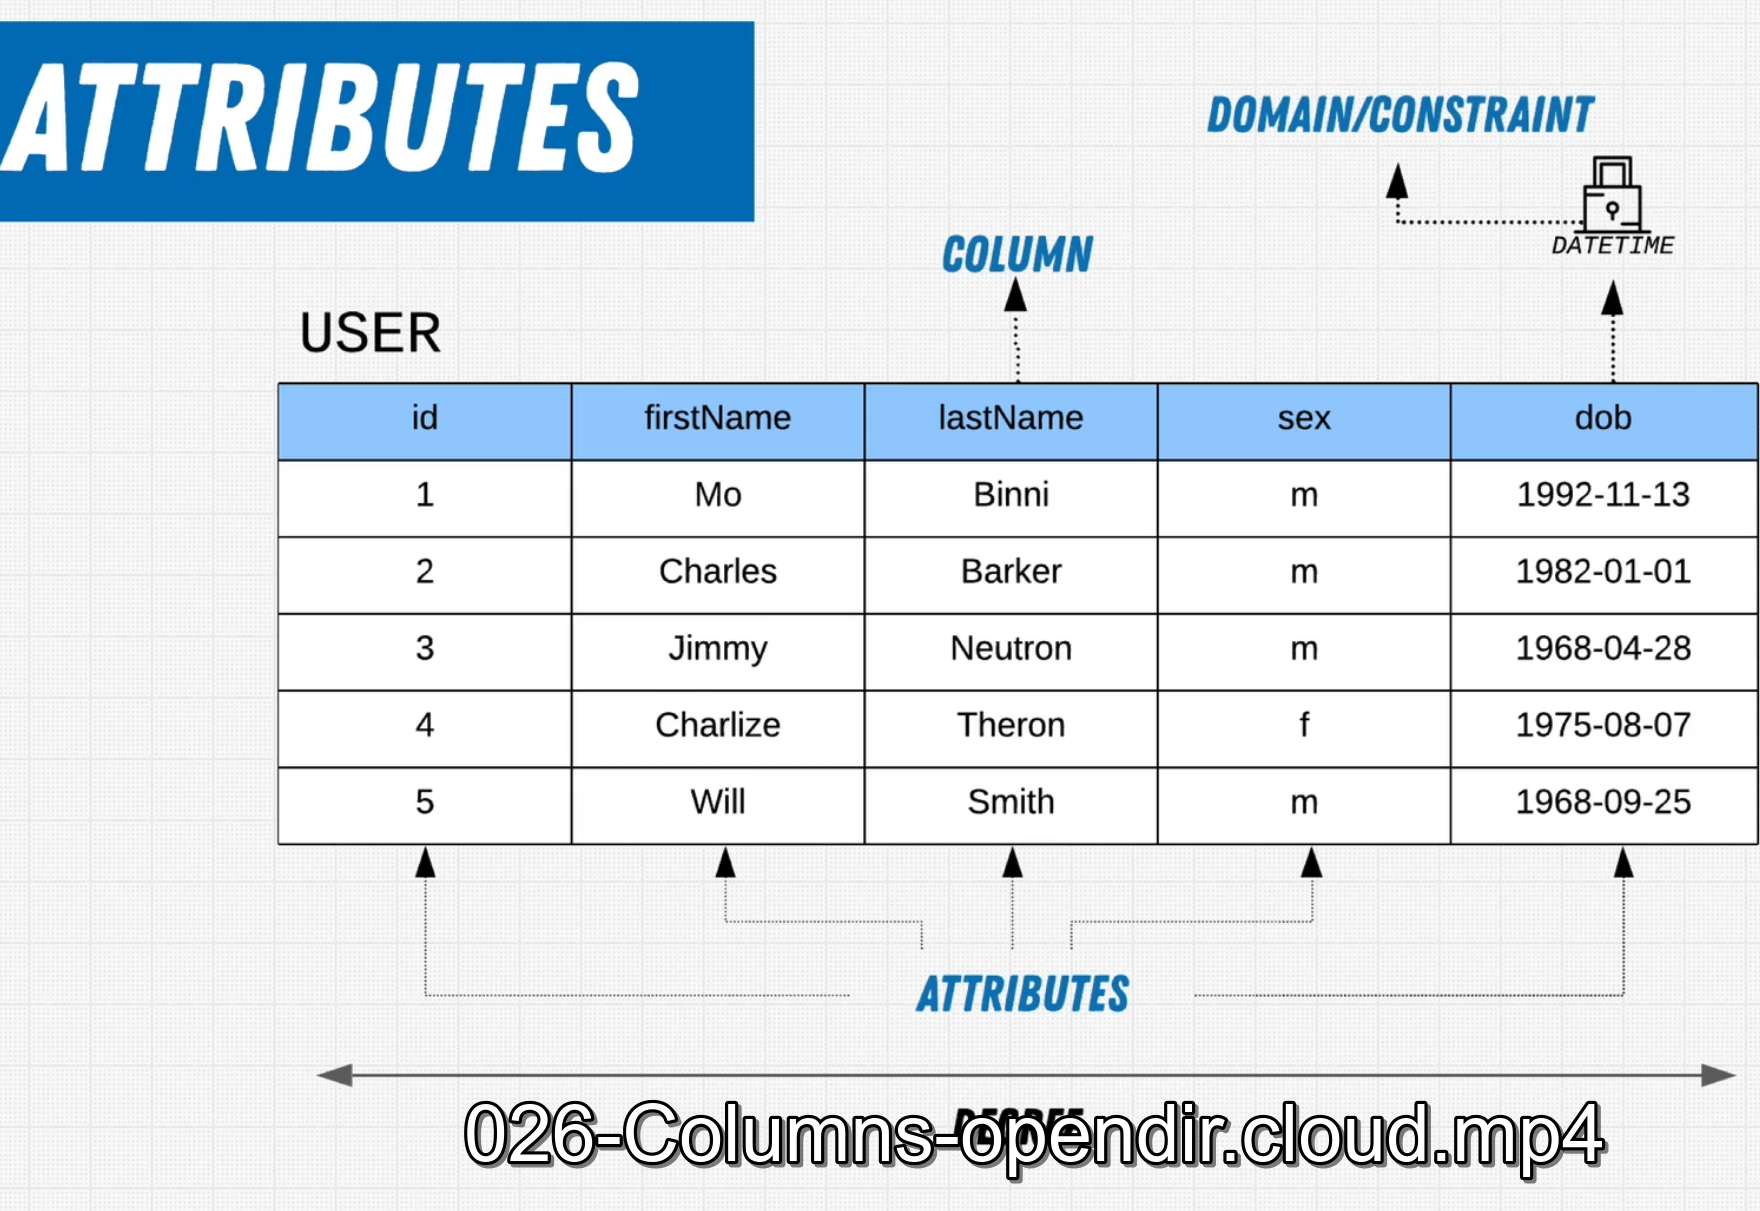 ATTRIBUTES
DOMAIN/CONSTRAINT
DATETIME
COLUMN
USER
id firstName lastName sex dob
1 Mo Binni m 1992-11-13
2 Charles Barker m 1982-01-01
3 Jimmy Neutron m 1968-04-28
4 Charlize Theron f 1975-08-07
5 Will Smith m 1968-09-25
ATTRIBUTES
DEGREE
026-Columns-opendir.cloud.mp4